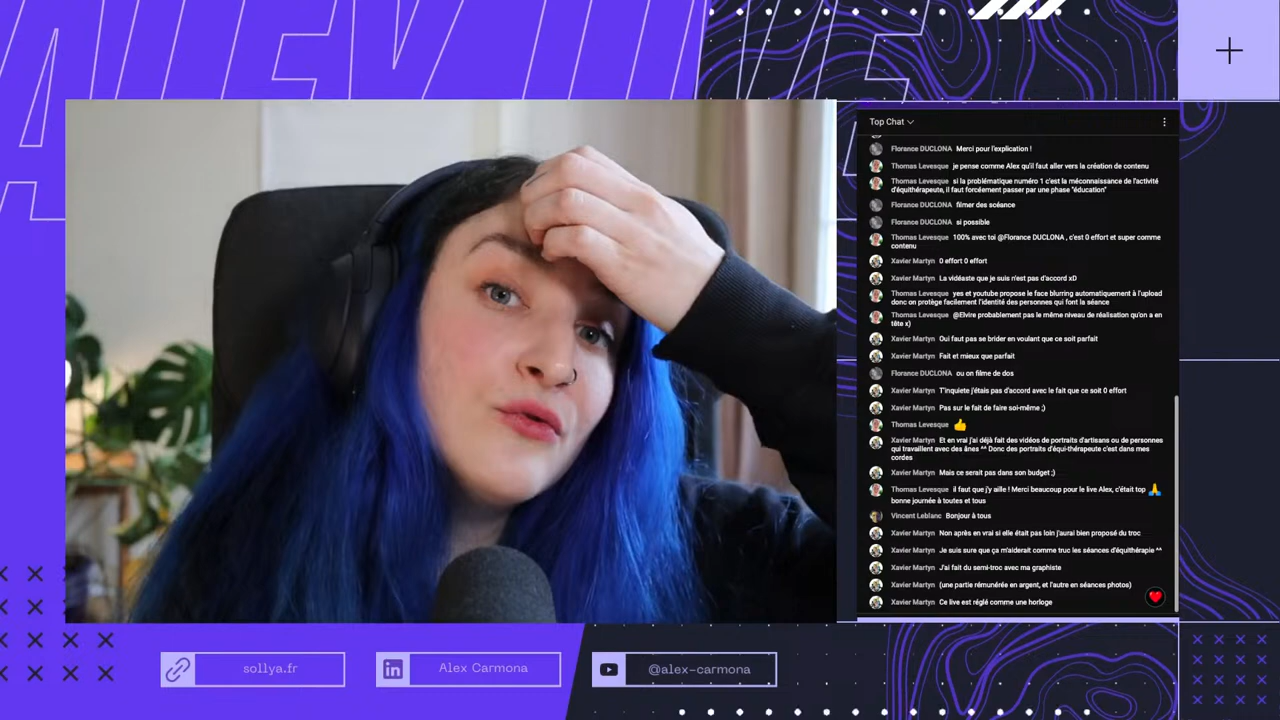 ALEX LIVE
Top Chat
Florance DUCLONA Merci pour l'explication !
Thomas Levesque je pense comme Alex qu'il faut aller vers la création de contenu
Thomas Levesque si la problématique numéro 1 c'est la méconnaissance de l'activité
d'équithérapeute, il faut forcément passer par une phase "éducation"
Florance DUCLONA filmer des scéance
Florance DUCLONA si possible
Thomas Levesque 100% avec toi @Florance DUCLONA , c'est 0 effort et super comme
contenu
Xavier Martyn 0 effort 0 effort
Xavier Martyn La vidéaste que je suis n'est pas d'accord xD
Thomas Levesque yes et youtube propose le face blurring automatiquement à l'upload
donc on protège facilement l'identité des personnes qui font la séance
Thomas Levesque @Elvire probablement pas le même niveau de réalisation qu'on a en
tête x)
Xavier Martyn Oui faut pas se brider en voulant que ce soit parfait
Xavier Martyn Fait et mieux que parfait
Florance DUCLONA ou on filme de dos
Xavier Martyn T'inquiete j'étais pas d'accord avec le fait que ce soit 0 effort
Xavier Martyn Pas sur le fait de faire soi-même ;)
Thomas Levesque 👍
Xavier Martyn Et en vrai j'ai déjà fait des vidéos de portraits d'artisans ou de personnes
qui travaillent avec des ânes ^^ Donc des portraits d'équi-thérapeute c'est dans mes
cordes
Xavier Martyn Mais ce serait pas dans son budget ;)
Thomas Levesque il faut que j'y aille ! Merci beaucoup pour le live Alex, c'était top 🙏
bonne journée à toutes et tous
Vincent Leblanc Bonjour à tous
Xavier Martyn Non après en vrai si elle était pas loin j'aurai bien proposé du troc
Xavier Martyn Je suis sure que ça m'aiderait comme truc les séances d'équithérapie ^^
Xavier Martyn J'ai fait du semi-troc avec ma graphiste
Xavier Martyn (une partie rémunérée en argent, et l'autre en séances photos)
Xavier Martyn Ce live est réglé comme une horloge
sollya.fr
Alex Carmona
@alex-carmona